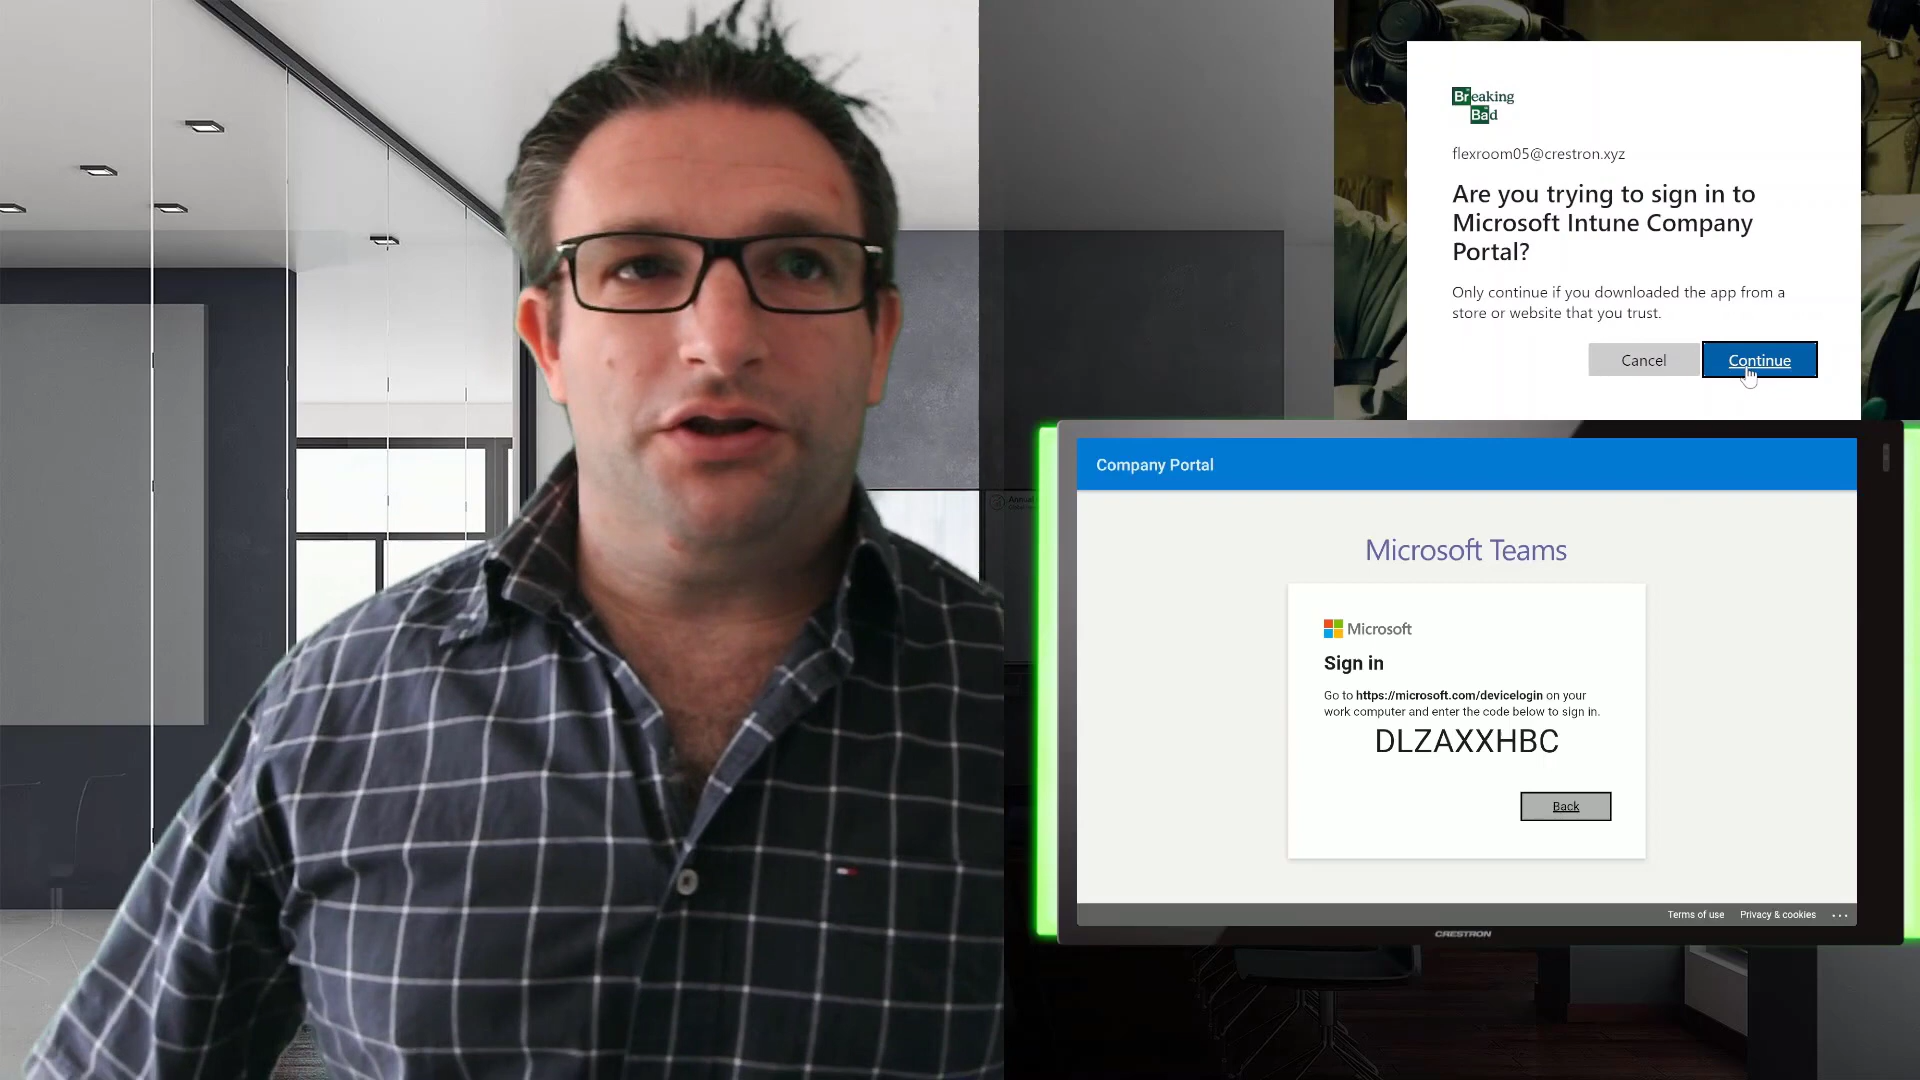 Breaking
Bad
flexroom05@crestron.xyz
Are you trying to sign in to
Microsoft Intune Company
Portal?
Only continue if you downloaded the app from a
store or website that you trust.
Cancel
Continue
Annual
Company Portal
Microsoft Teams
Microsoft
Sign in
Go to https://microsoft.com/devicelogin on your
work computer and enter the code below to sign in.
DLZAXXHBC
Back
Terms of use
Privacy & cookies
CRESTRON